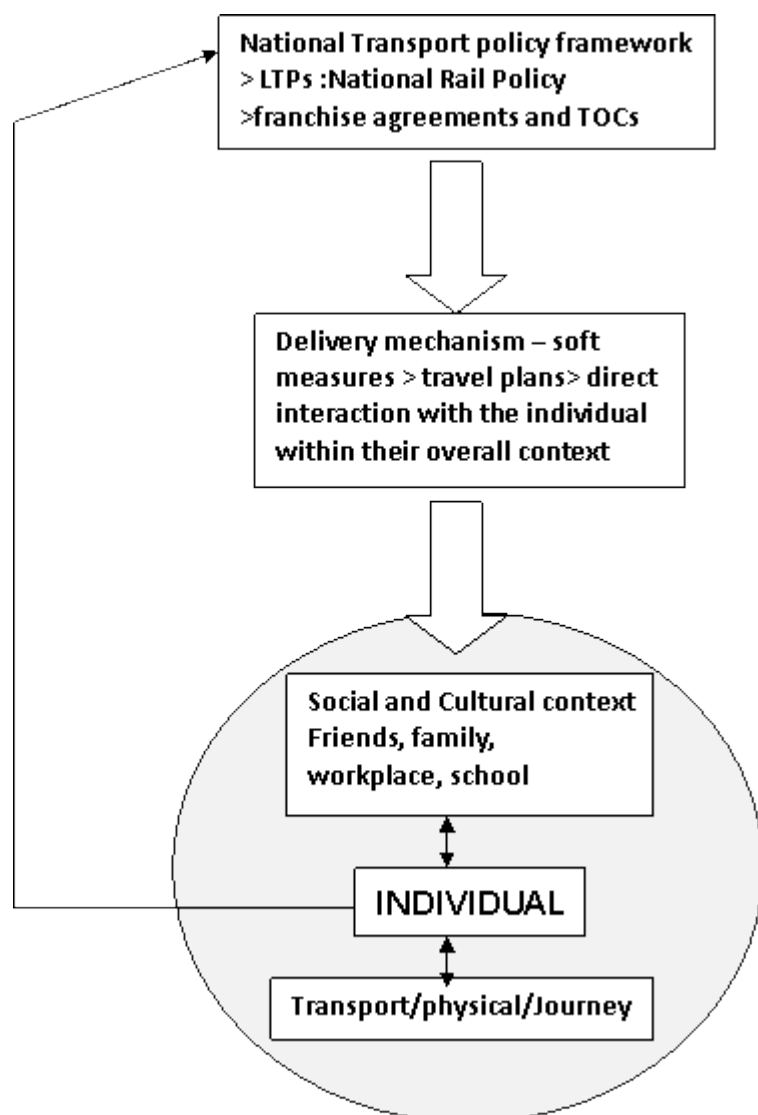 National Transport policy framework
> LTPs :National Rail Policy
>franchise agreements and TOCs
Delivery mechanism – soft
measures > travel plans> direct
interaction with the individual
within their overall context
Social and Cultural context
Friends, family,
workplace, school
INDIVIDUAL
Transport/physical/Journey